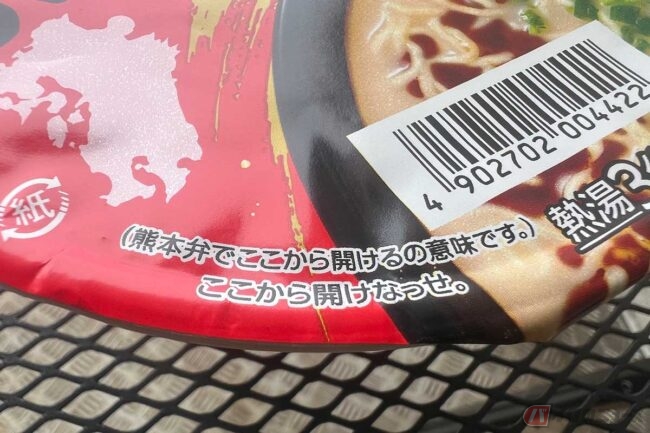 4 902702 004422
紙
熱湯3
(熊本弁でここから開けるの意味です。)
ここから開けなっせ。